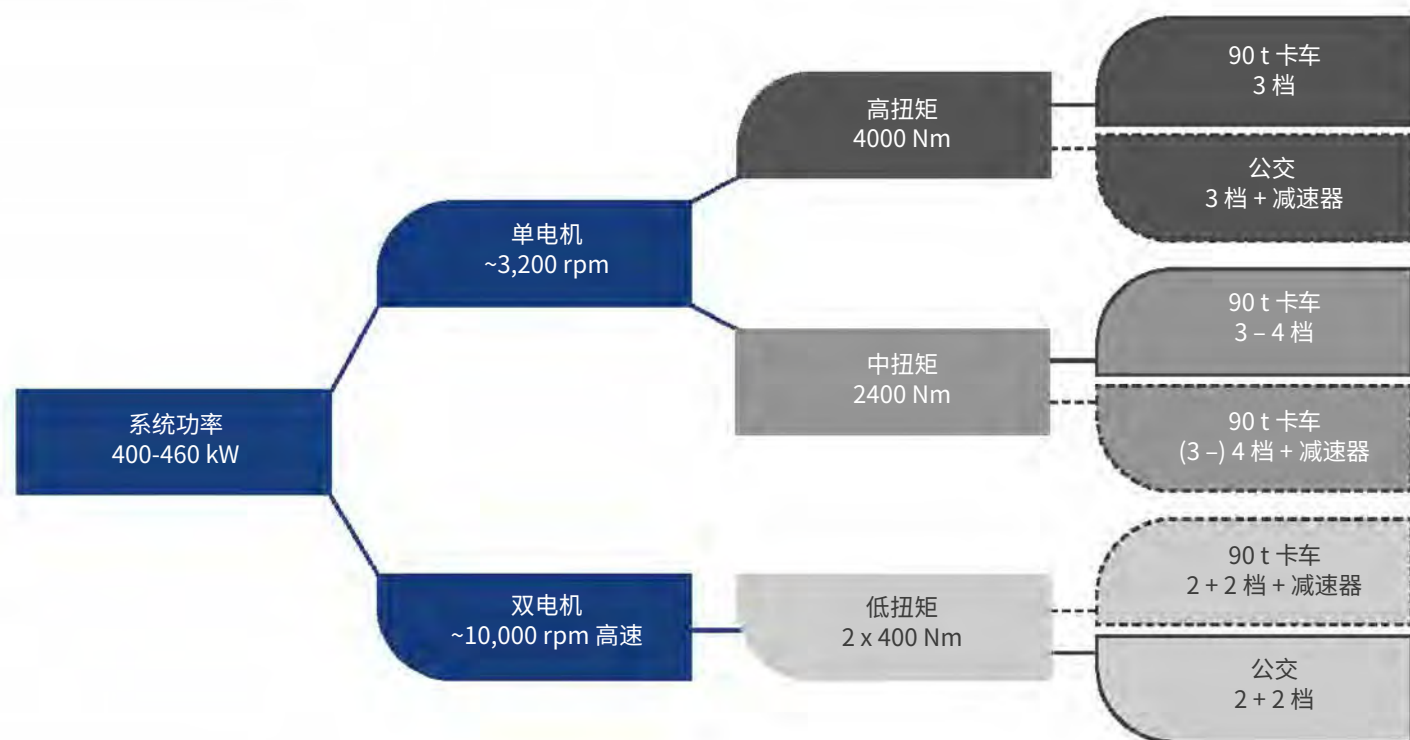 系统功率
400-460 kW
单电机
~3,200 rpm
高扭矩
4000 Nm
90 t 卡车
3 档
公交
3 档 + 减速器
中扭矩
2400 Nm
90 t 卡车
3 – 4 档
90 t 卡车
(3 –) 4 档 + 减速器
双电机
~10,000 rpm 高速
低扭矩
2 x 400 Nm
90 t 卡车
2 + 2 档 + 减速器
公交
2 + 2 档